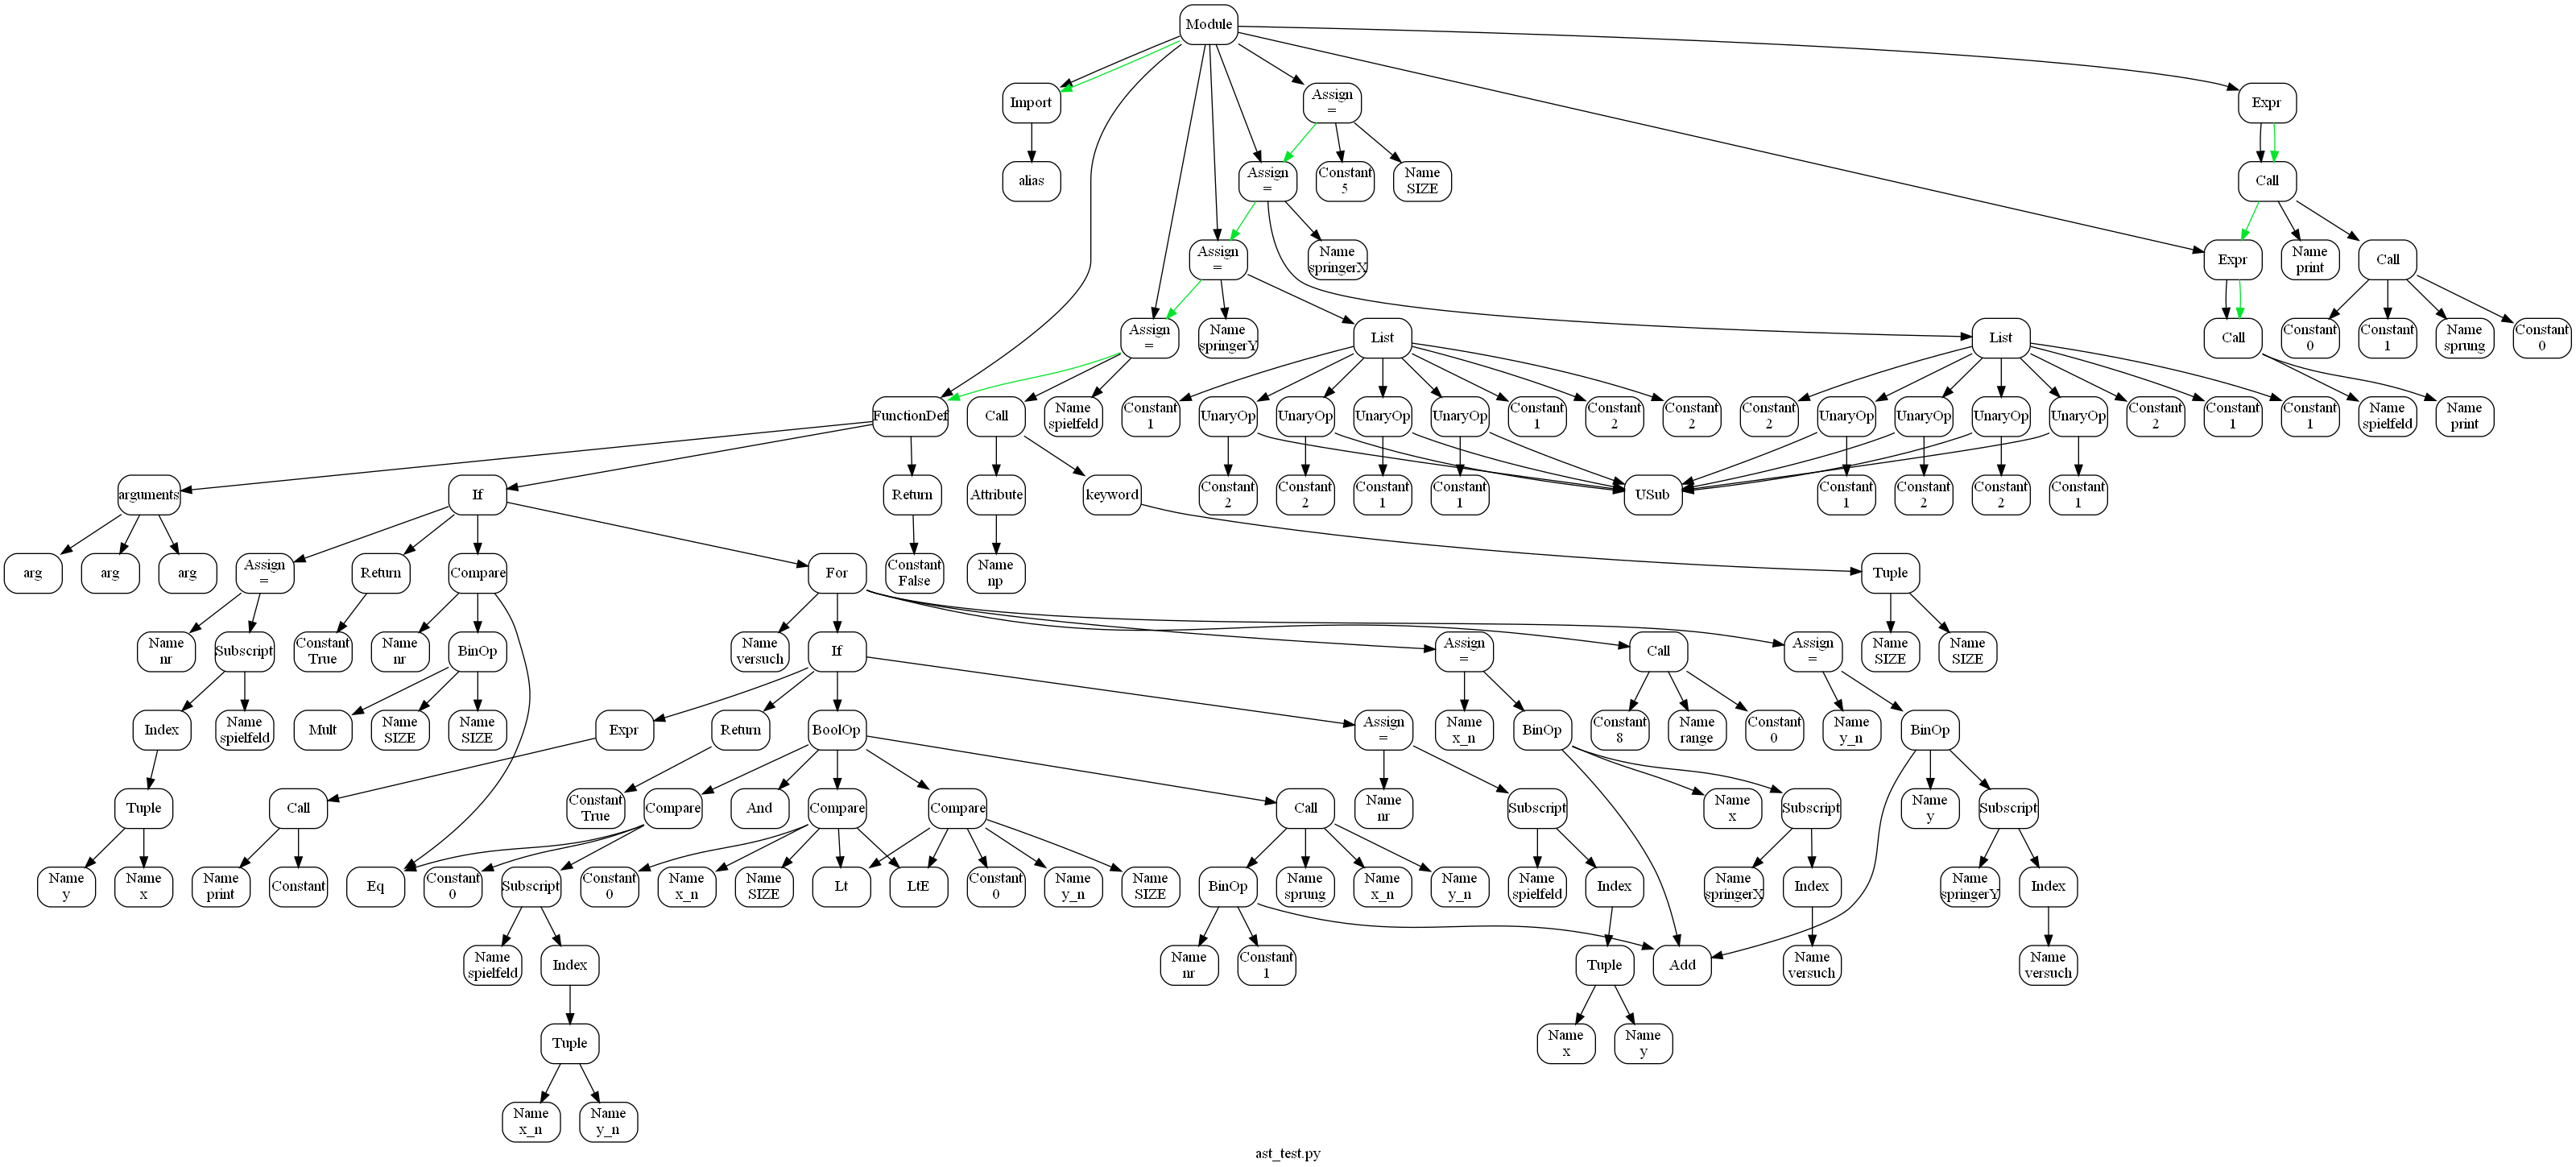 Module
Import
Assign
=
Expr
alias
Assign
=
Constant
5
Name
SIZE
Call
Assign
=
Name
springerX
Expr
Name
print
Call
Assign
=
Name
springerY
List
List
Call
Constant
0
Constant
1
Name
sprung
Constant
0
FunctionDef
Call
Name
spielfeld
Constant
1
UnaryOp
UnaryOp
UnaryOp
UnaryOp
Constant
1
Constant
2
Constant
2
Constant
2
UnaryOp
UnaryOp
UnaryOp
UnaryOp
Constant
2
Constant
1
Constant
1
Name
spielfeld
Name
print
arguments
If
Return
Attribute
keyword
Constant
2
Constant
2
Constant
1
Constant
1
USub
Constant
1
Constant
2
Constant
2
Constant
1
arg
arg
arg
Assign
=
Return
Compare
For
Constant
False
Name
np
Tuple
Name
nr
Subscript
Constant
True
Name
nr
BinOp
Name
versuch
If
Assign
=
Call
Assign
=
Name
SIZE
Name
SIZE
Index
Name
spielfeld
Mult
Name
SIZE
Name
SIZE
Expr
Return
BoolOp
Assign
=
Name
x_n
BinOp
Constant
8
Name
range
Constant
0
Name
y_n
BinOp
Tuple
Call
Constant
True
Compare
And
Compare
Compare
Call
Name
nr
Subscript
Name
x
Subscript
Name
y
Subscript
Name
y
Name
x
Name
print
Constant
Eq
Constant
0
Subscript
Constant
0
Name
x_n
Name
SIZE
Lt
LtE
Constant
0
Name
y_n
Name
SIZE
BinOp
Name
sprung
Name
x_n
Name
y_n
Name
spielfeld
Index
Name
springerX
Index
Name
springerY
Index
Name
spielfeld
Index
Name
nr
Constant
1
Tuple
Add
Name
versuch
Name
versuch
Tuple
Name
x
Name
y
Name
x_n
Name
y_n
ast_test.py